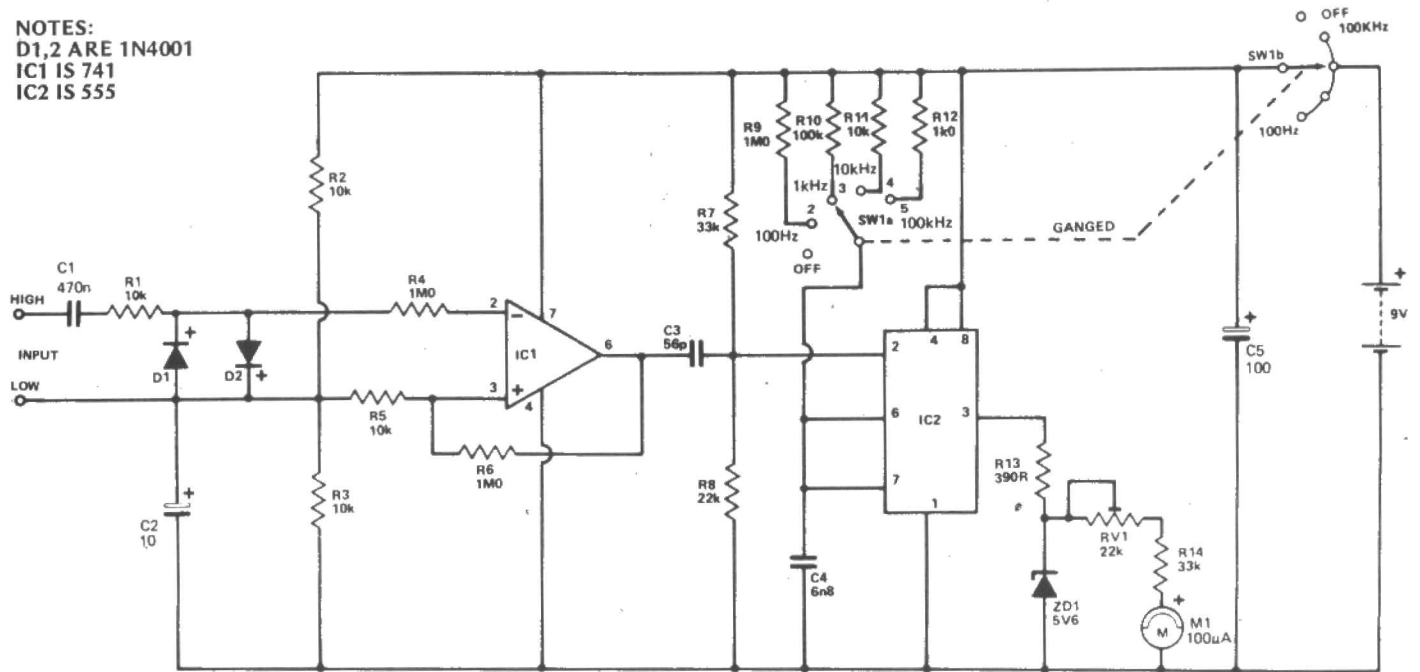 NOTES:
D1,2 ARE 1N4001
IC1 IS 741
IC2 IS 555
OFF
100KHz
SW1b
100Hz
R9
1M0
R10
100k
R11
10k
R12
1k0
R2
10k
R7
33k
10kHz
1kHz
3
4
2
5
100Hz
SW1a
100kHz
OFF
GANGED
C1
470n
R1
10k
R4
1M0
HIGH
INPUT
LOW
D1
+
D2
+
2
−
7
IC1
6
3
+
4
R5
10k
R6
1M0
C3
56p
2
4
8
6
IC2
3
7
1
+
C5
100
+
9V
R3
10k
+
C2
10
R8
22k
R13
390R
C4
6n8
RV1
22k
R14
33k
ZD1
5V6
+
M
M1
100µA